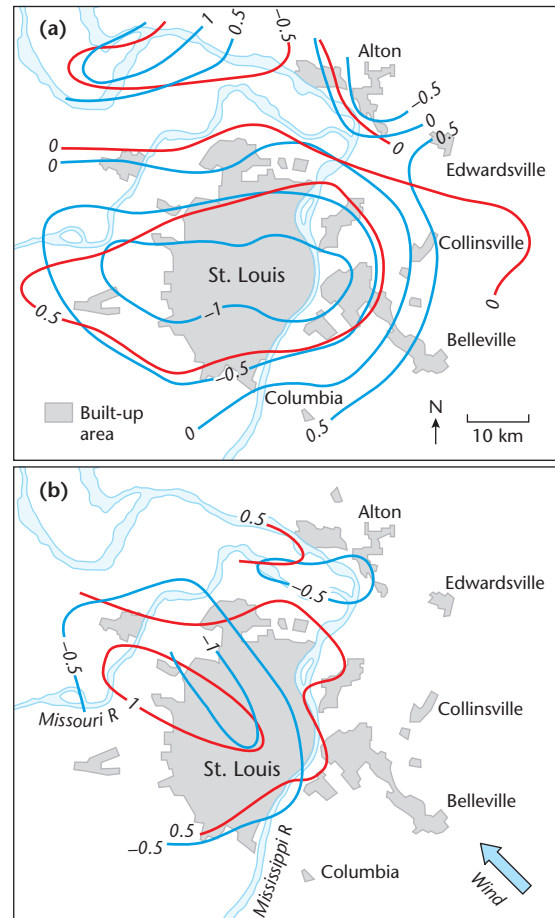 (a)
1
0.5
−0.5
Alton
−0.5
0
0.5
0
0
0
Edwardsville
Collinsville
St. Louis
−1
0.5
0
Belleville
−0.5
Columbia
0
0.5
Built-up
area
N
10 km
(b)
0.5
Alton
−0.5
Edwardsville
−0.5
−1
Missouri R
1
Collinsville
St. Louis
Belleville
0.5
−0.5
Mississippi R
Columbia
Wind